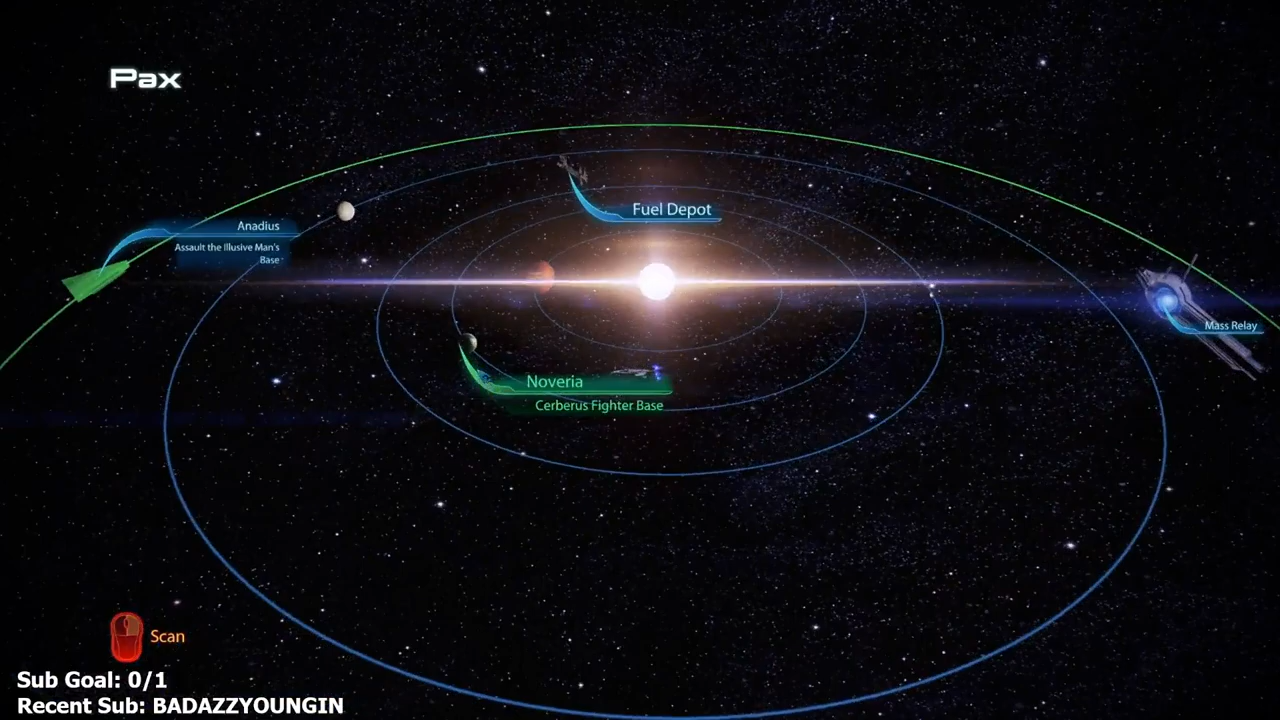 Pax
Fuel Depot
Anadius
Assault the Illusive Man's
Base
Mass Relay
Noveria
Cerberus Fighter Base
Scan
Sub Goal: 0/1
Recent Sub: BADAZZYOUNGIN